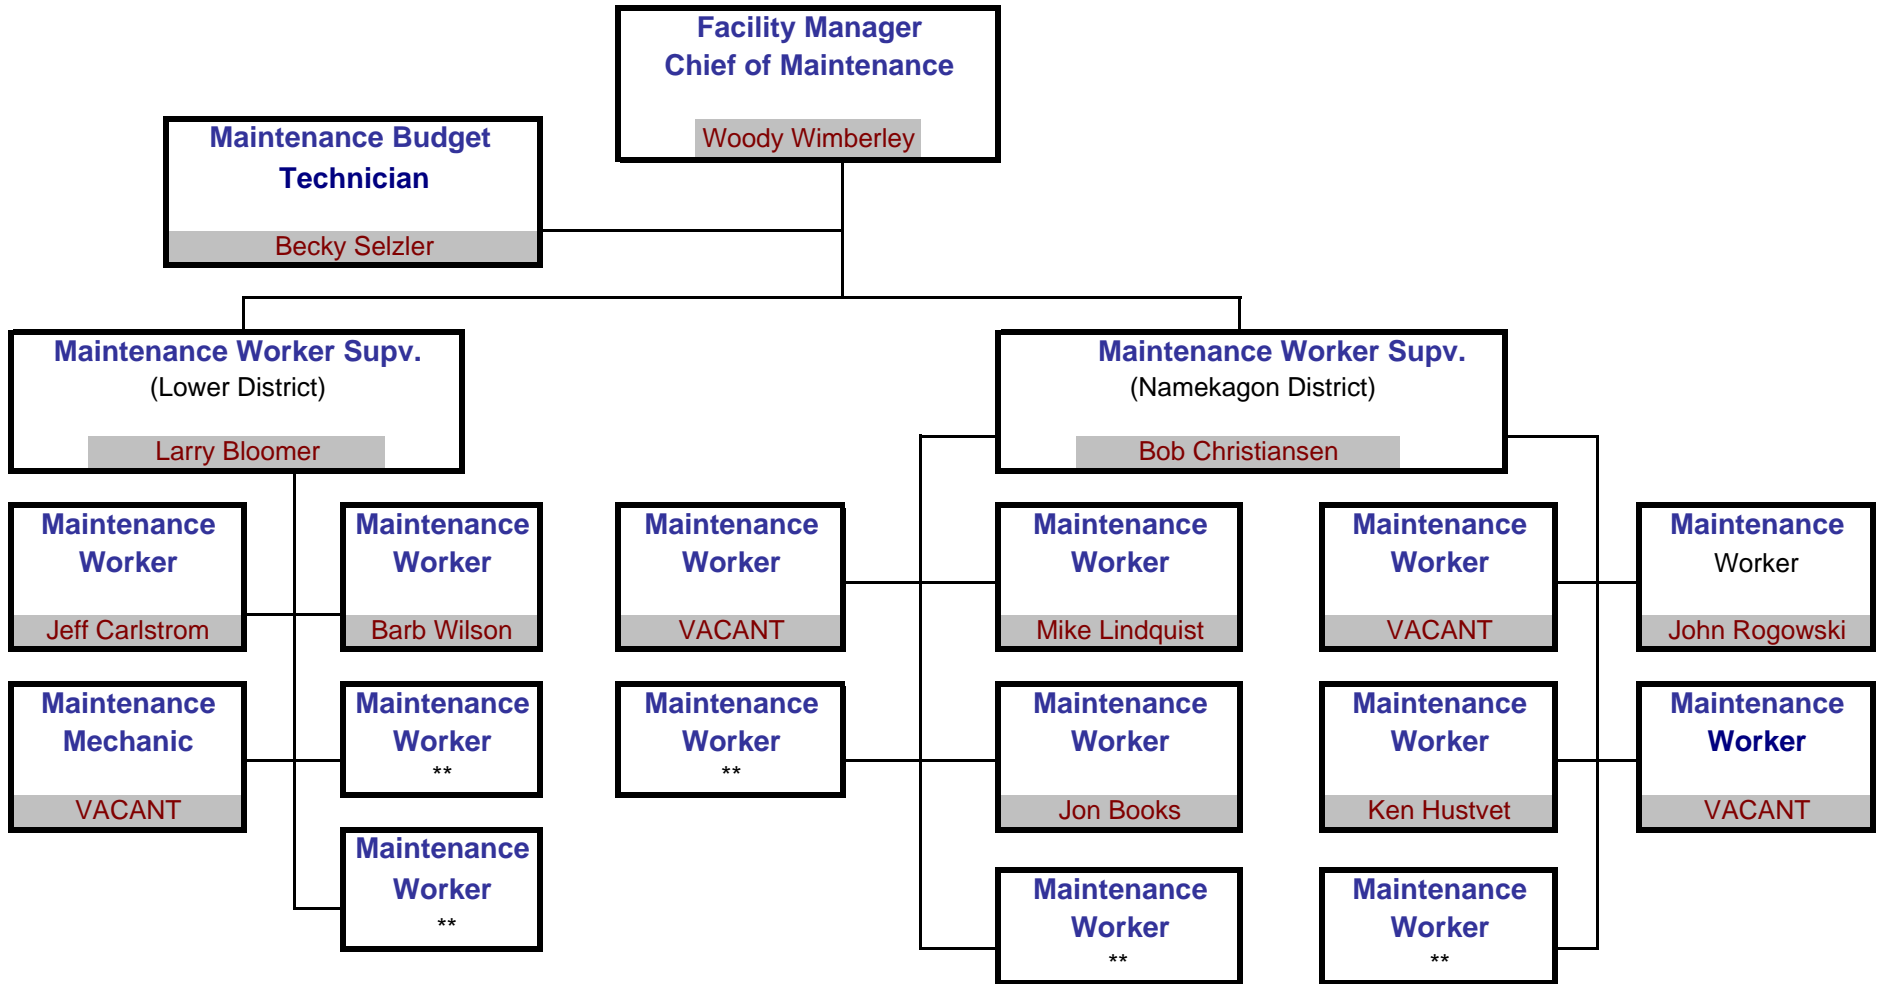 Facility Manager
Chief of Maintenance
Woody Wimberley
Maintenance Budget
Technician
Becky Selzler
Maintenance Worker Supv.
(Lower District)
Larry Bloomer
Maintenance Worker Supv.
(Namekagon District)
Bob Christiansen
Maintenance
Worker
Jeff Carlstrom
Maintenance
Worker
Barb Wilson
Maintenance
Worker
VACANT
Maintenance
Worker
Mike Lindquist
Maintenance
Worker
VACANT
Maintenance
Worker
John Rogowski
Maintenance
Mechanic
VACANT
Maintenance
Worker
**
Maintenance
Worker
**
Maintenance
Worker
Jon Books
Maintenance
Worker
Ken Hustvet
Maintenance
Worker
VACANT
Maintenance
Worker
**
Maintenance
Worker
**
Maintenance
Worker
**